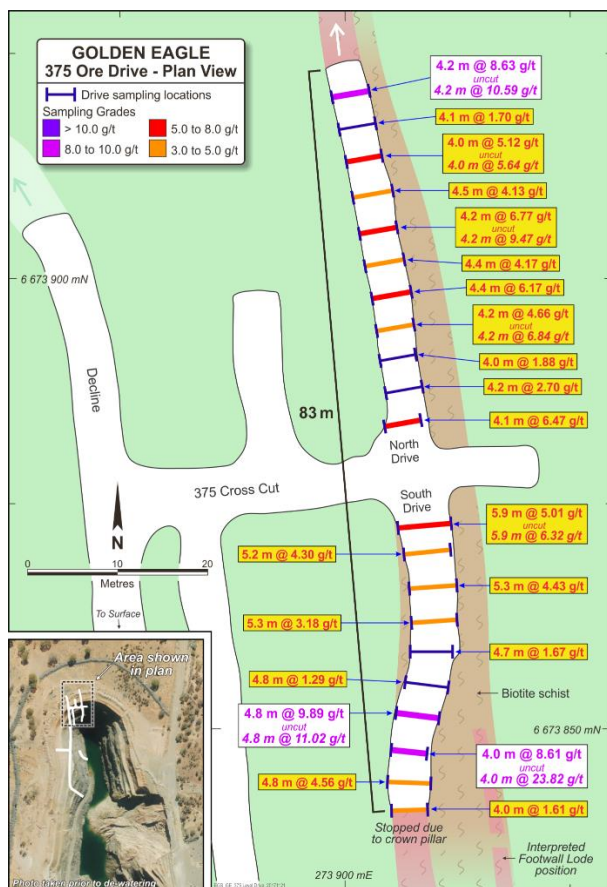 GOLDEN EAGLE
375 Ore Drive - Plan View
Drive sampling locations
Sampling Grades
> 10.0 g/t
5.0 to 8.0 g/t
8.0 to 10.0 g/t
3.0 to 5.0 g/t
4.2 m @ 8.63 g/t
uncut
4.2 m @ 10.59 g/t
4.1 m @ 1.70 g/t
4.0 m @ 5.12 g/t
uncut
4.0 m @ 5.64 g/t
4.5 m @ 4.13 g/t
4.2 m @ 6.77 g/t
uncut
4.2 m @ 9.47 g/t
4.4 m @ 4.17 g/t
6 673 900 mN
4.4 m @ 6.17 g/t
4.2 m @ 4.66 g/t
uncut
4.2 m @ 6.84 g/t
4.0 m @ 1.88 g/t
Decline
4.2 m @ 2.70 g/t
83 m
4.1 m @ 6.47 g/t
North
Drive
375 Cross Cut
South
Drive
N
5.9 m @ 5.01 g/t
uncut
5.9 m @ 6.32 g/t
5.2 m @ 4.30 g/t
0 10 20
Metres
5.3 m @ 4.43 g/t
To Surface
5.3 m @ 3.18 g/t
4.7 m @ 1.67 g/t
Area shown
in plan
4.8 m @ 1.29 g/t
Biotite schist
4.8 m @ 9.89 g/t
uncut
4.8 m @ 11.02 g/t
6 673 850 mN
4.0 m @ 8.61 g/t
uncut
4.0 m @ 23.82 g/t
4.8 m @ 4.56 g/t
4.0 m @ 1.61 g/t
Stopped due
to crown pillar
Interpreted
Footwall Lode
position
273 900 mE
Photo taken prior to de-watering